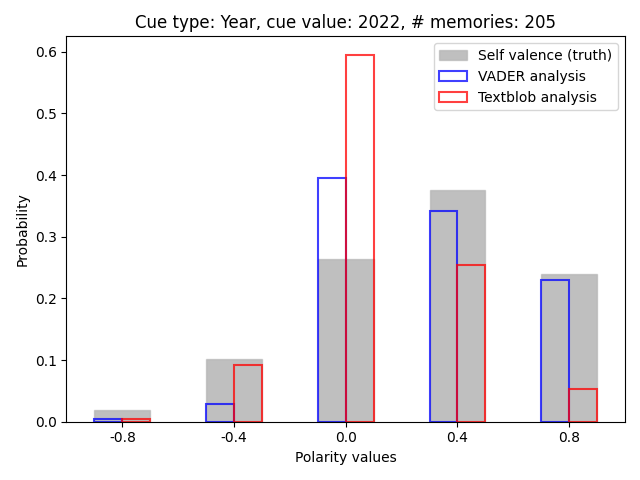 Cue type: Year, cue value: 2022, # memories: 205
Self valence (truth)
VADER analysis
Textblob analysis
Probability
0.6
0.5
0.4
0.3
0.2
0.1
0.0
-0.8 -0.4 0.0 0.4 0.8
Polarity values